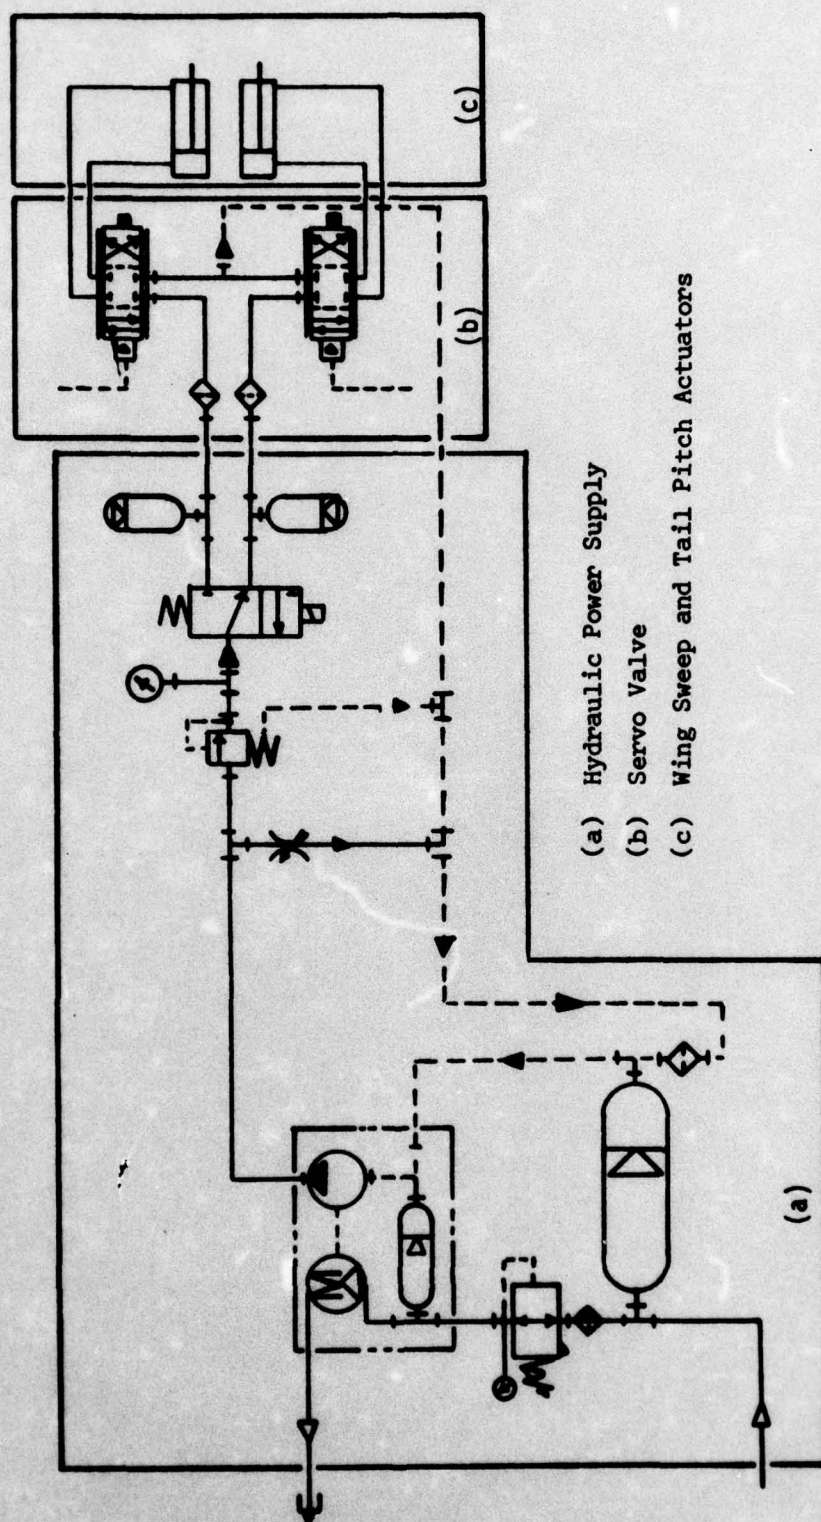 (c)
(b)
(a)
(a) Hydraulic Power Supply
(b) Servo Valve
(c) Wing Sweep and Tail Pitch Actuators
M